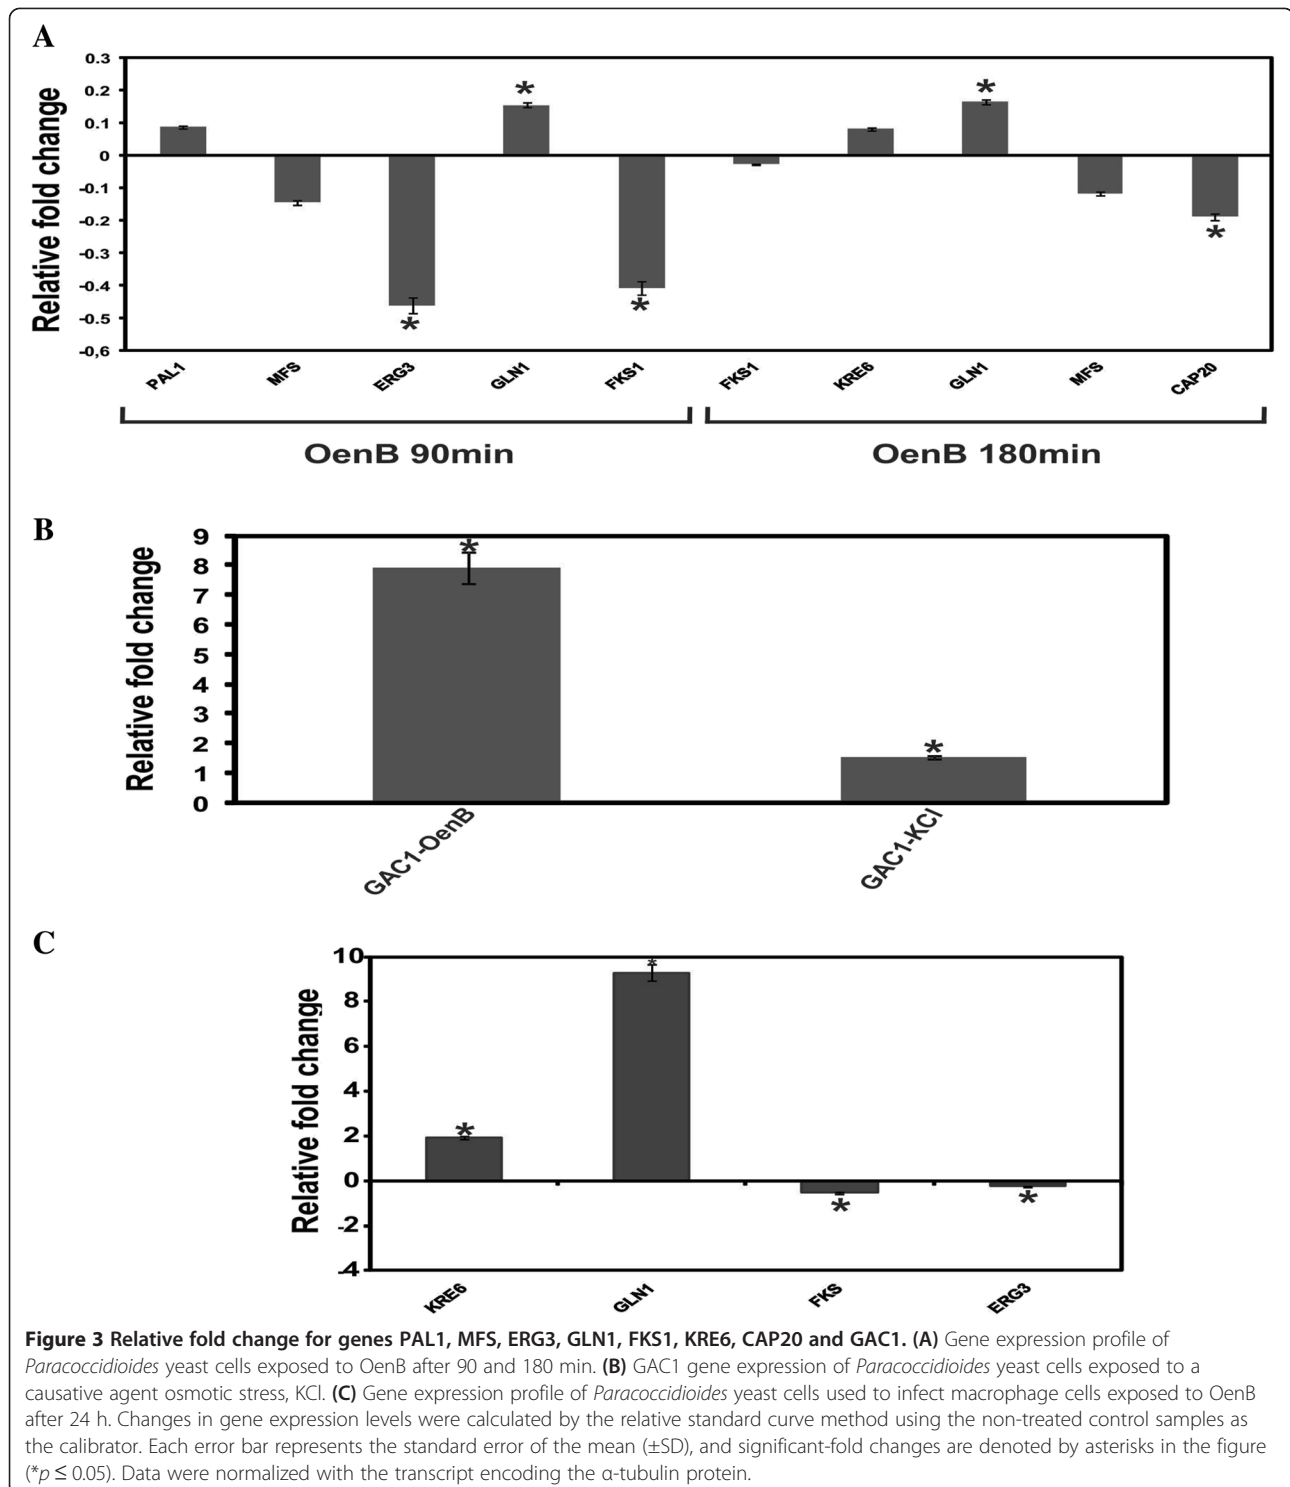 A
Relative fold change
0.3
0.2
0.1
0
-0.1
-0.2
-0.3
-0.4
-0.5
-0,6
* * * * *
PAL1 MFS ERG3 GLN1 FKS1 FKS1 KRE6 GLN1 MFS CAP20
OenB 90min OenB 180min
B
Relative fold change
9
8
7
6
5
4
3
2
1
0
* *
GAC1-OenB GAC1-KCl
C
Relative fold change
10
8
6
4
2
0
-2
-4
* * * *
KRE6 GLN1 FKS ERG3
Figure 3 Relative fold change for genes PAL1, MFS, ERG3, GLN1, FKS1, KRE6, CAP20 and GAC1. (A) Gene expression profile of
Paracoccidioides yeast cells exposed to OenB after 90 and 180 min. (B) GAC1 gene expression of Paracoccidioides yeast cells exposed to a
causative agent osmotic stress, KCl. (C) Gene expression profile of Paracoccidioides yeast cells used to infect macrophage cells exposed to OenB
after 24 h. Changes in gene expression levels were calculated by the relative standard curve method using the non-treated control samples as
the calibrator. Each error bar represents the standard error of the mean (±SD), and significant-fold changes are denoted by asterisks in the figure
(*p ≤ 0.05). Data were normalized with the transcript encoding the α-tubulin protein.